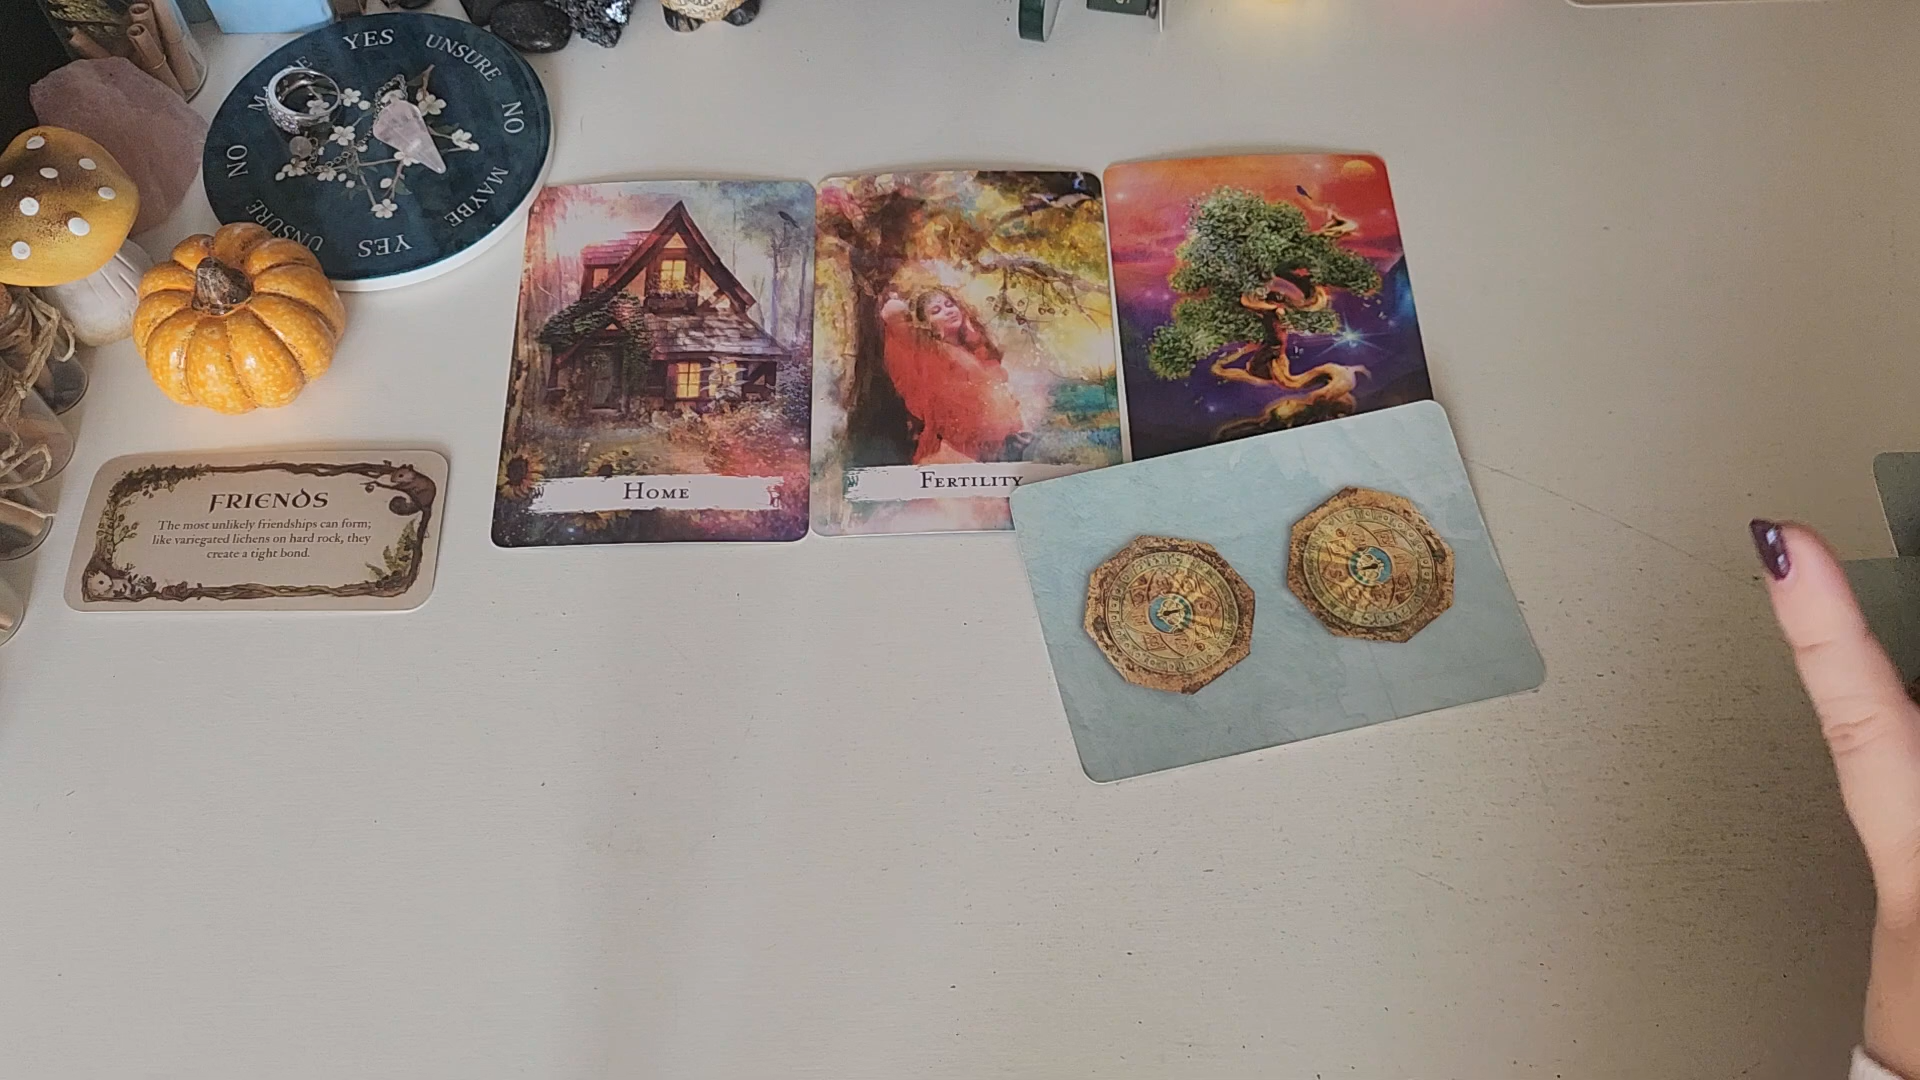 YES
UNSURE
NO
MAYBE
YES
UNSURE
NO
FRIENDS
The most unlikely friendships can form;
like variegated lichens on hard rock, they
create a tight bond.
HOME
FERTILITY